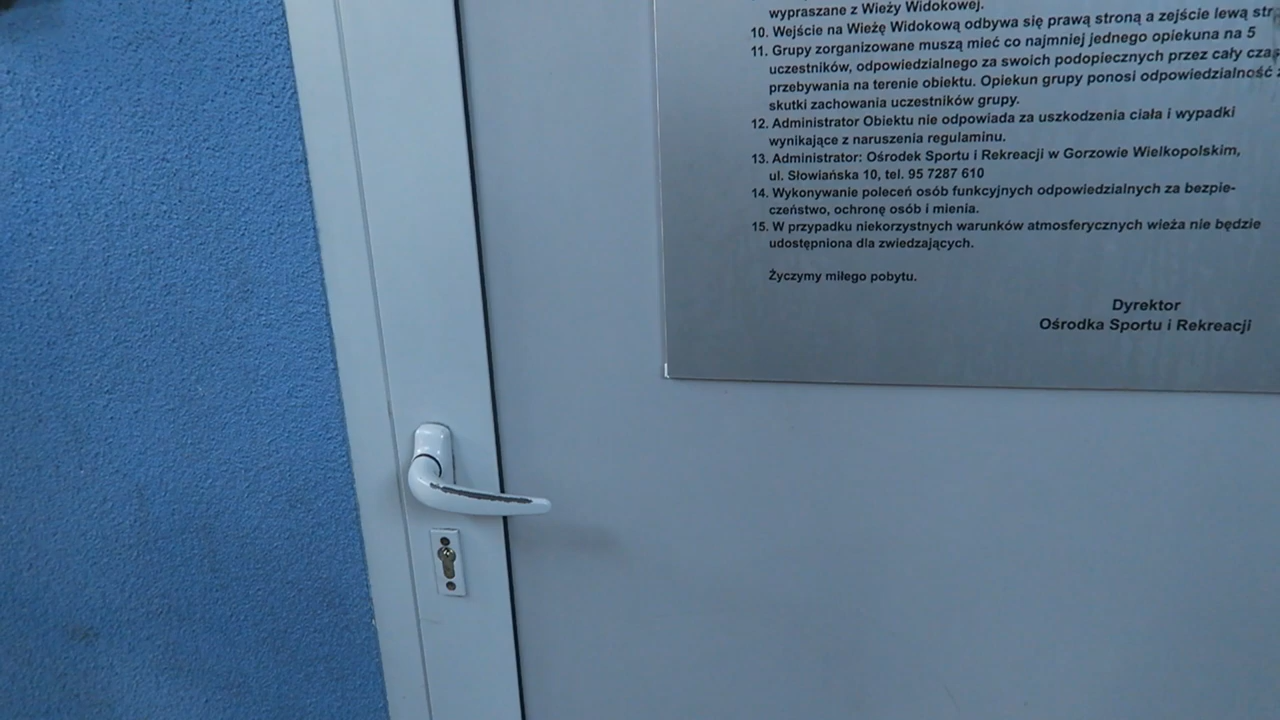 wypraszane z Wieży Widokowej.
10. Wejście na Wieżę Widokową odbywa się prawą stroną a zejście lewą str
11. Grupy zorganizowane muszą mieć co najmniej jednego opiekuna na 5
uczestników, odpowiedzialnego za swoich podopiecznych przez cały czas
przebywania na terenie obiektu. Opiekun grupy ponosi odpowiedzialność
skutki zachowania uczestników grupy.
12. Administrator Obiektu nie odpowiada za uszkodzenia ciała i wypadki
wynikające z naruszenia regulaminu.
13. Administrator: Ośrodek Sportu i Rekreacji w Gorzowie Wielkopolskim,
ul. Słowiańska 10, tel. 95 7287 610
14. Wykonywanie poleceń osób funkcyjnych odpowiedzialnych za bezpie-
czeństwo, ochronę osób i mienia.
15. W przypadku niekorzystnych warunków atmosferycznych wieża nie będzie
udostępniona dla zwiedzających.
Życzymy miłego pobytu.
Dyrektor
Ośrodka Sportu i Rekreacji